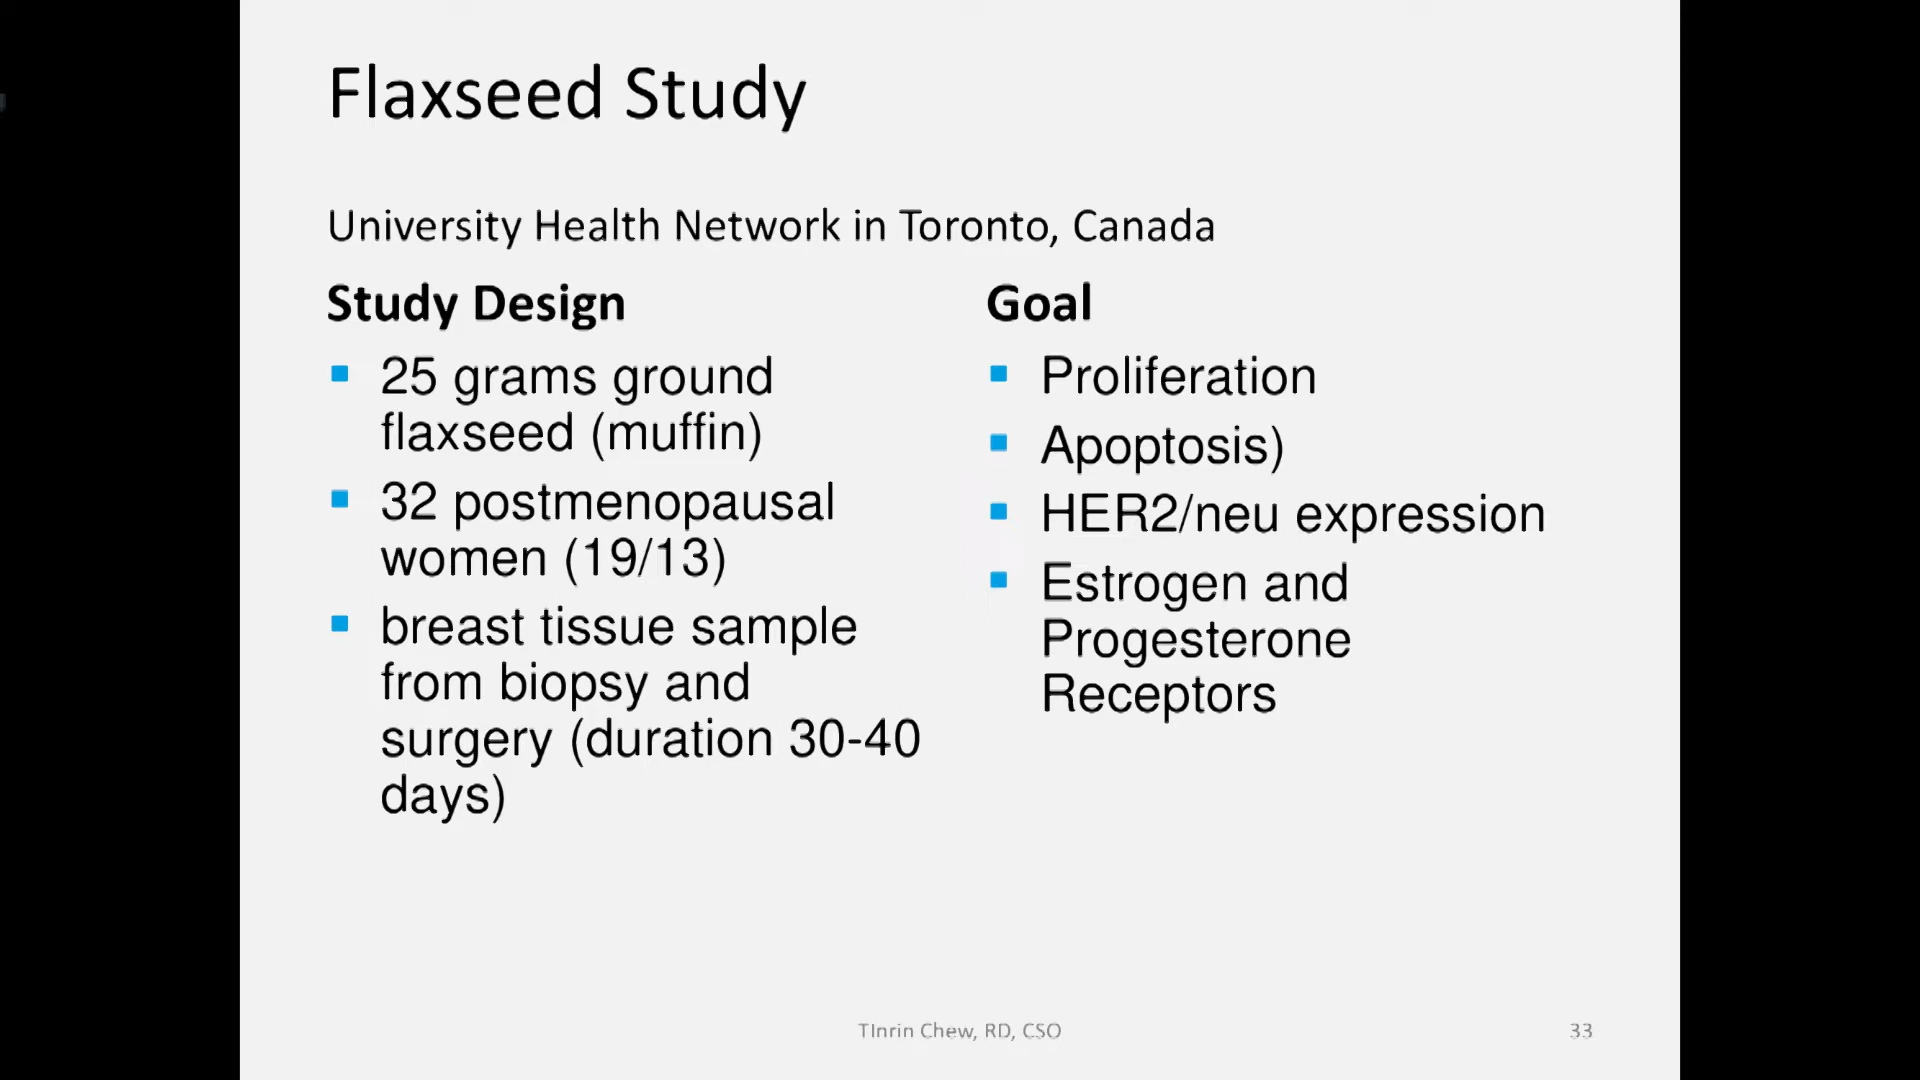 Flaxseed Study
University Health Network in Toronto, Canada
Study Design
25 grams ground
flaxseed (muffin)
32 postmenopausal
women (19/13)
breast tissue sample
from biopsy and
surgery (duration 30-40
days)
Goal
Proliferation
Apoptosis)
HER2/neu expression
Estrogen and
Progesterone
Receptors
TInrin Chew, RD, CSO
33